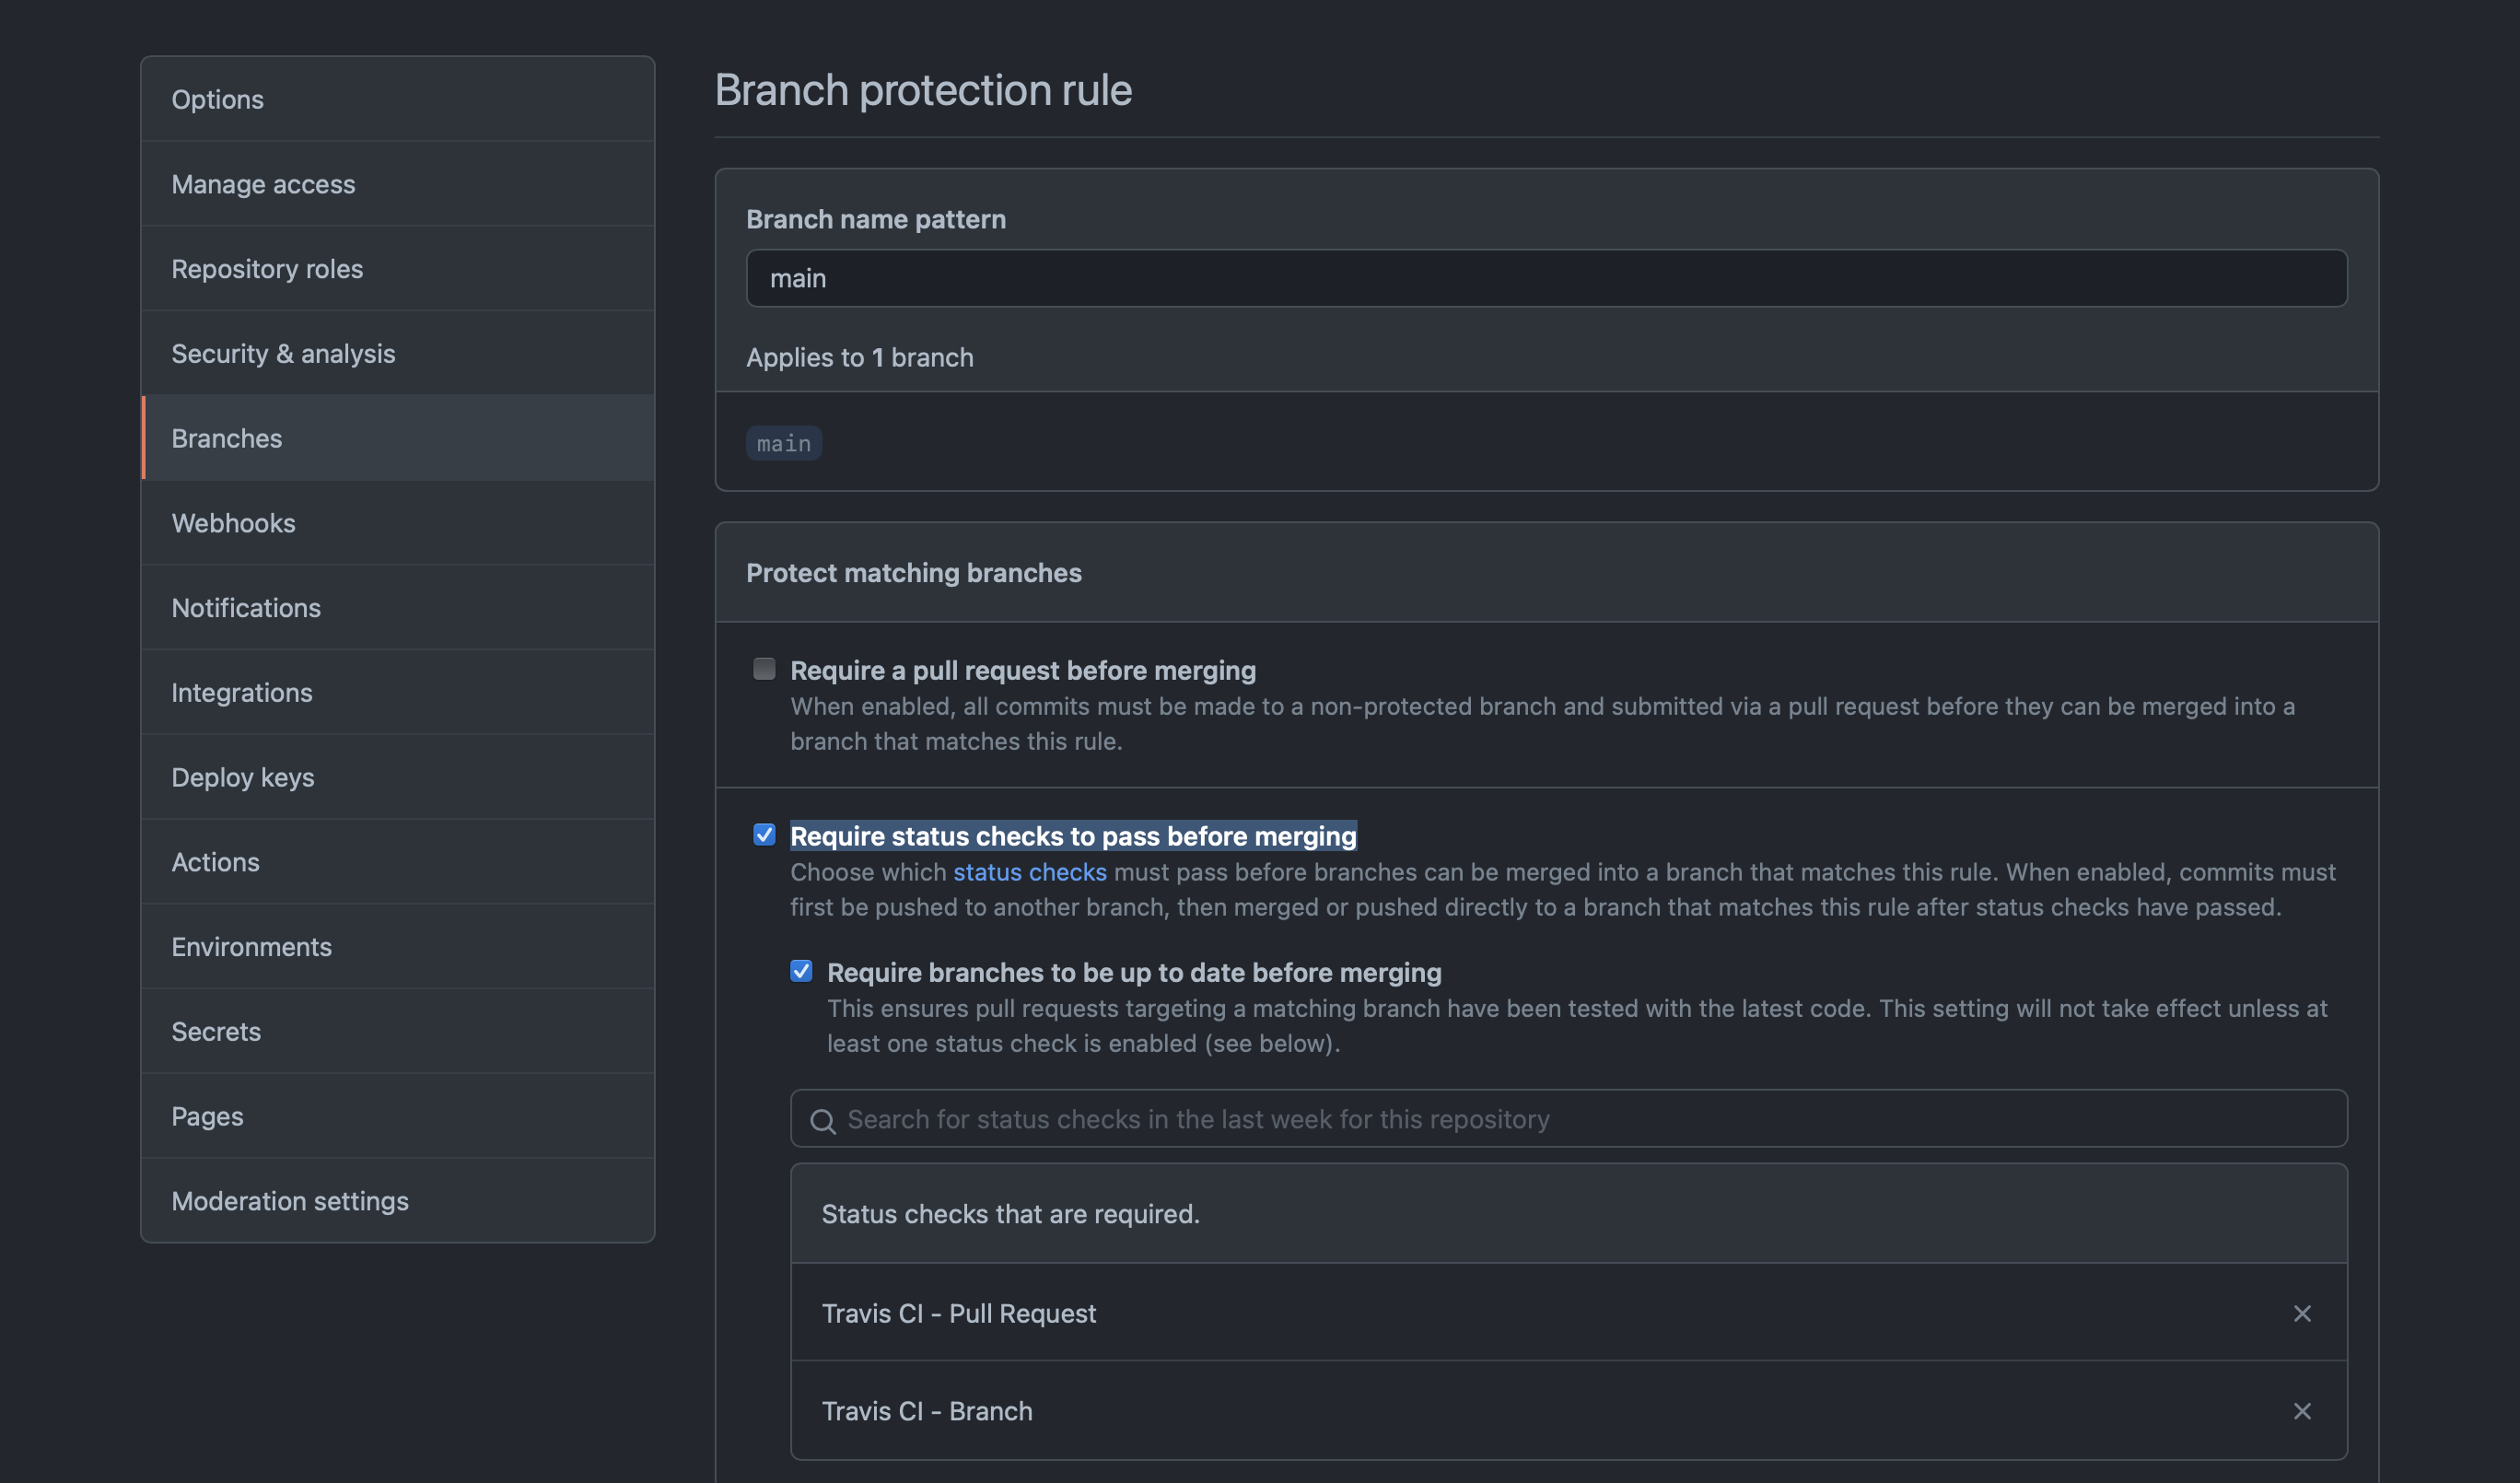 Options
Manage access
Repository roles
Security & analysis
Branches
Webhooks
Notifications
Integrations
Deploy keys
Actions
Environments
Secrets
Pages
Moderation settings
Branch protection rule
Branch name pattern
main
Applies to 1 branch
main
Protect matching branches
Require a pull request before merging
When enabled, all commits must be made to a non-protected branch and submitted via a pull request before they can be merged into a
branch that matches this rule.
Require status checks to pass before merging
Choose which status checks must pass before branches can be merged into a branch that matches this rule. When enabled, commits must
first be pushed to another branch, then merged or pushed directly to a branch that matches this rule after status checks have passed.
Require branches to be up to date before merging
This ensures pull requests targeting a matching branch have been tested with the latest code. This setting will not take effect unless at
least one status check is enabled (see below).
Search for status checks in the last week for this repository
Status checks that are required.
Travis CI - Pull Request
Travis CI - Branch